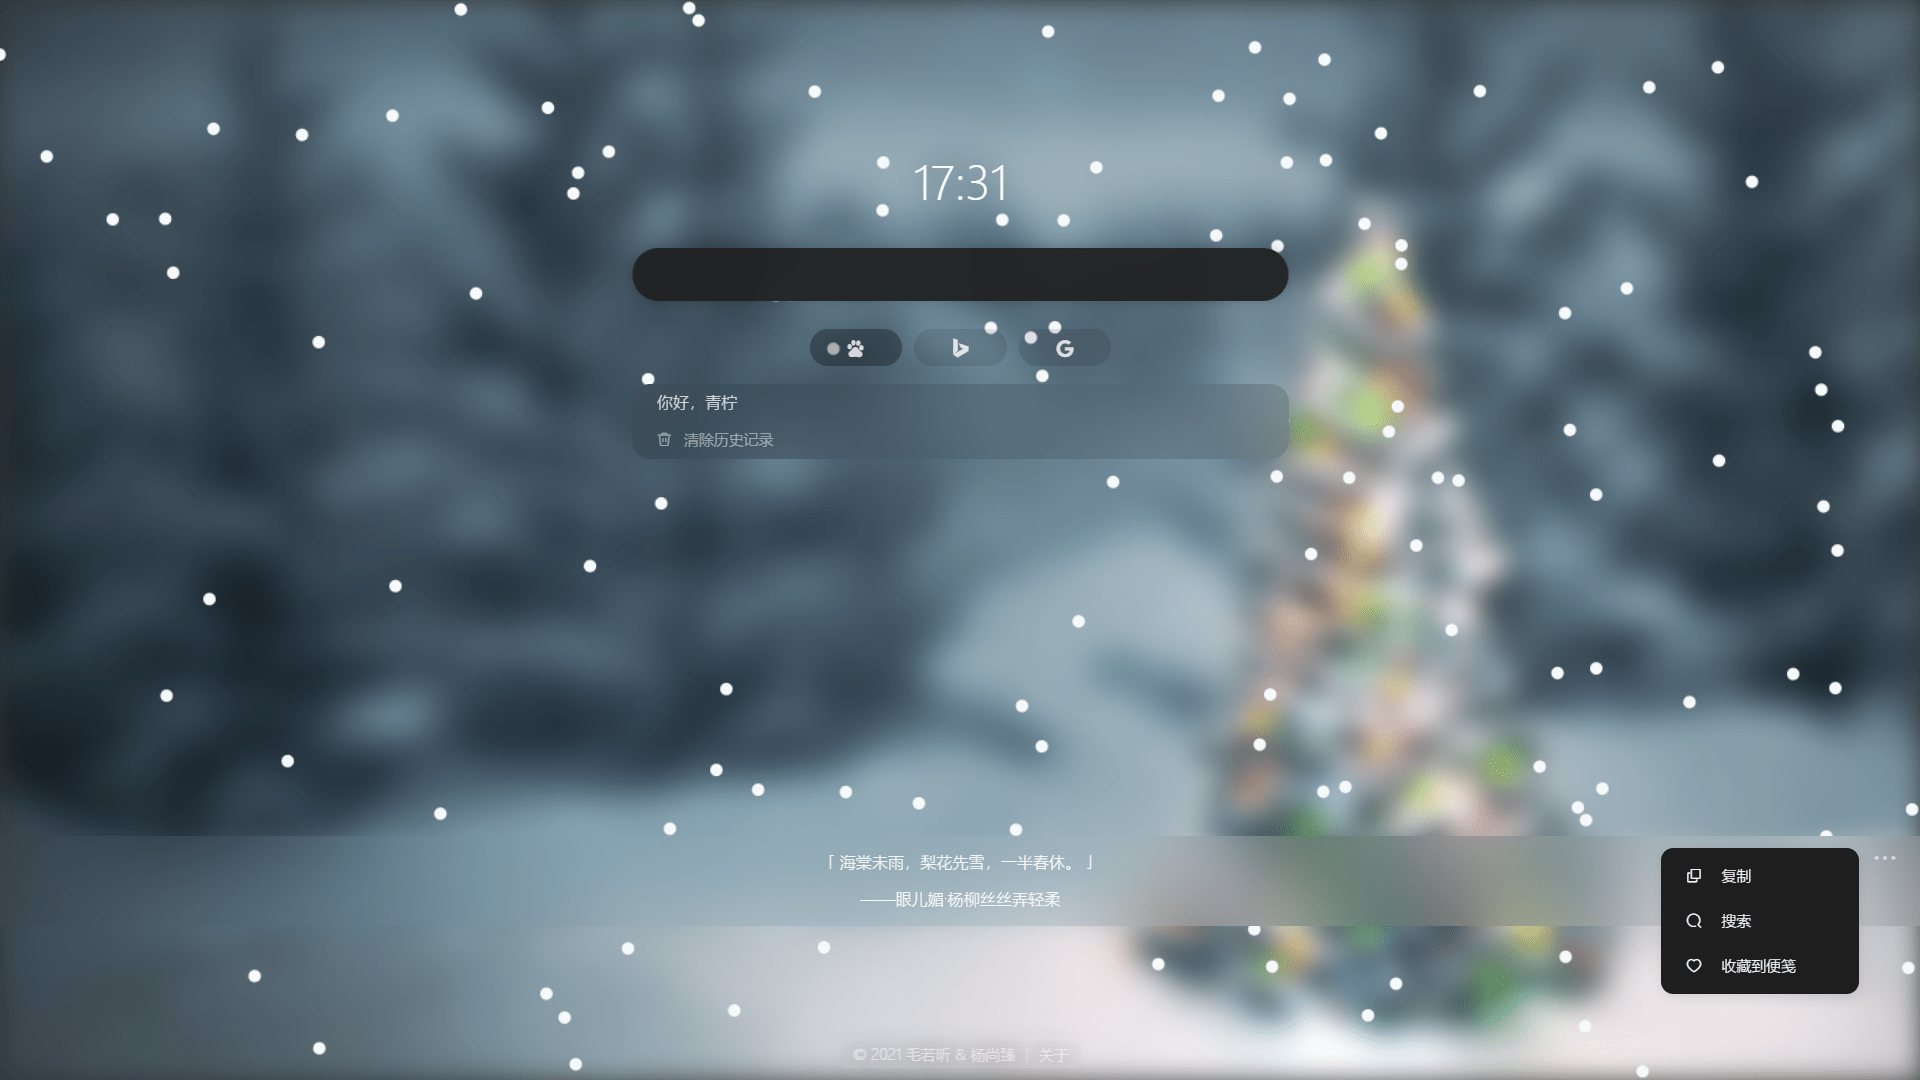 17:31
你好，青柠
清除历史记录
「 海棠未雨，梨花先雪，一半春休。 」
——眼儿媚·杨柳丝丝弄轻柔
复制
搜索
收藏到便笺
© 2021 毛若昕 & 杨尚臻 ｜ 关于